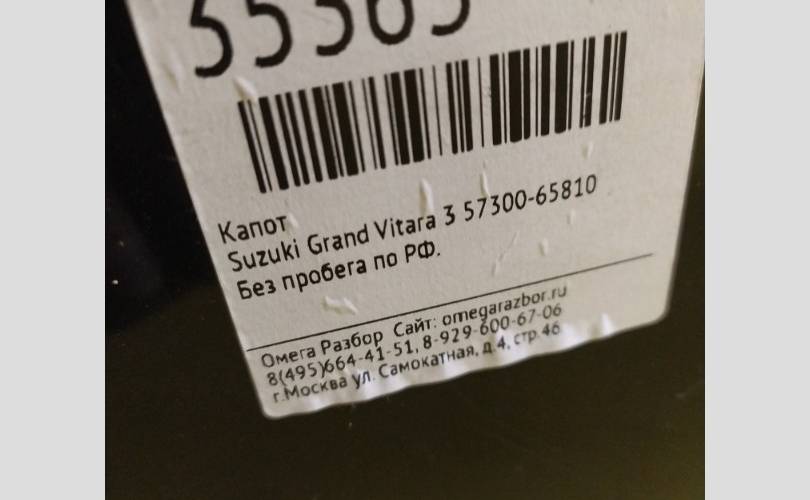 Капот
Suzuki Grand Vitara 3 57300-65810
Без пробега по РФ.
Омега Разбор Сайт: omegarazbor.ru
8(495)664-41-51, 8-929-600-67-06
г.Москва ул. Самокатная, д.4, стр.46